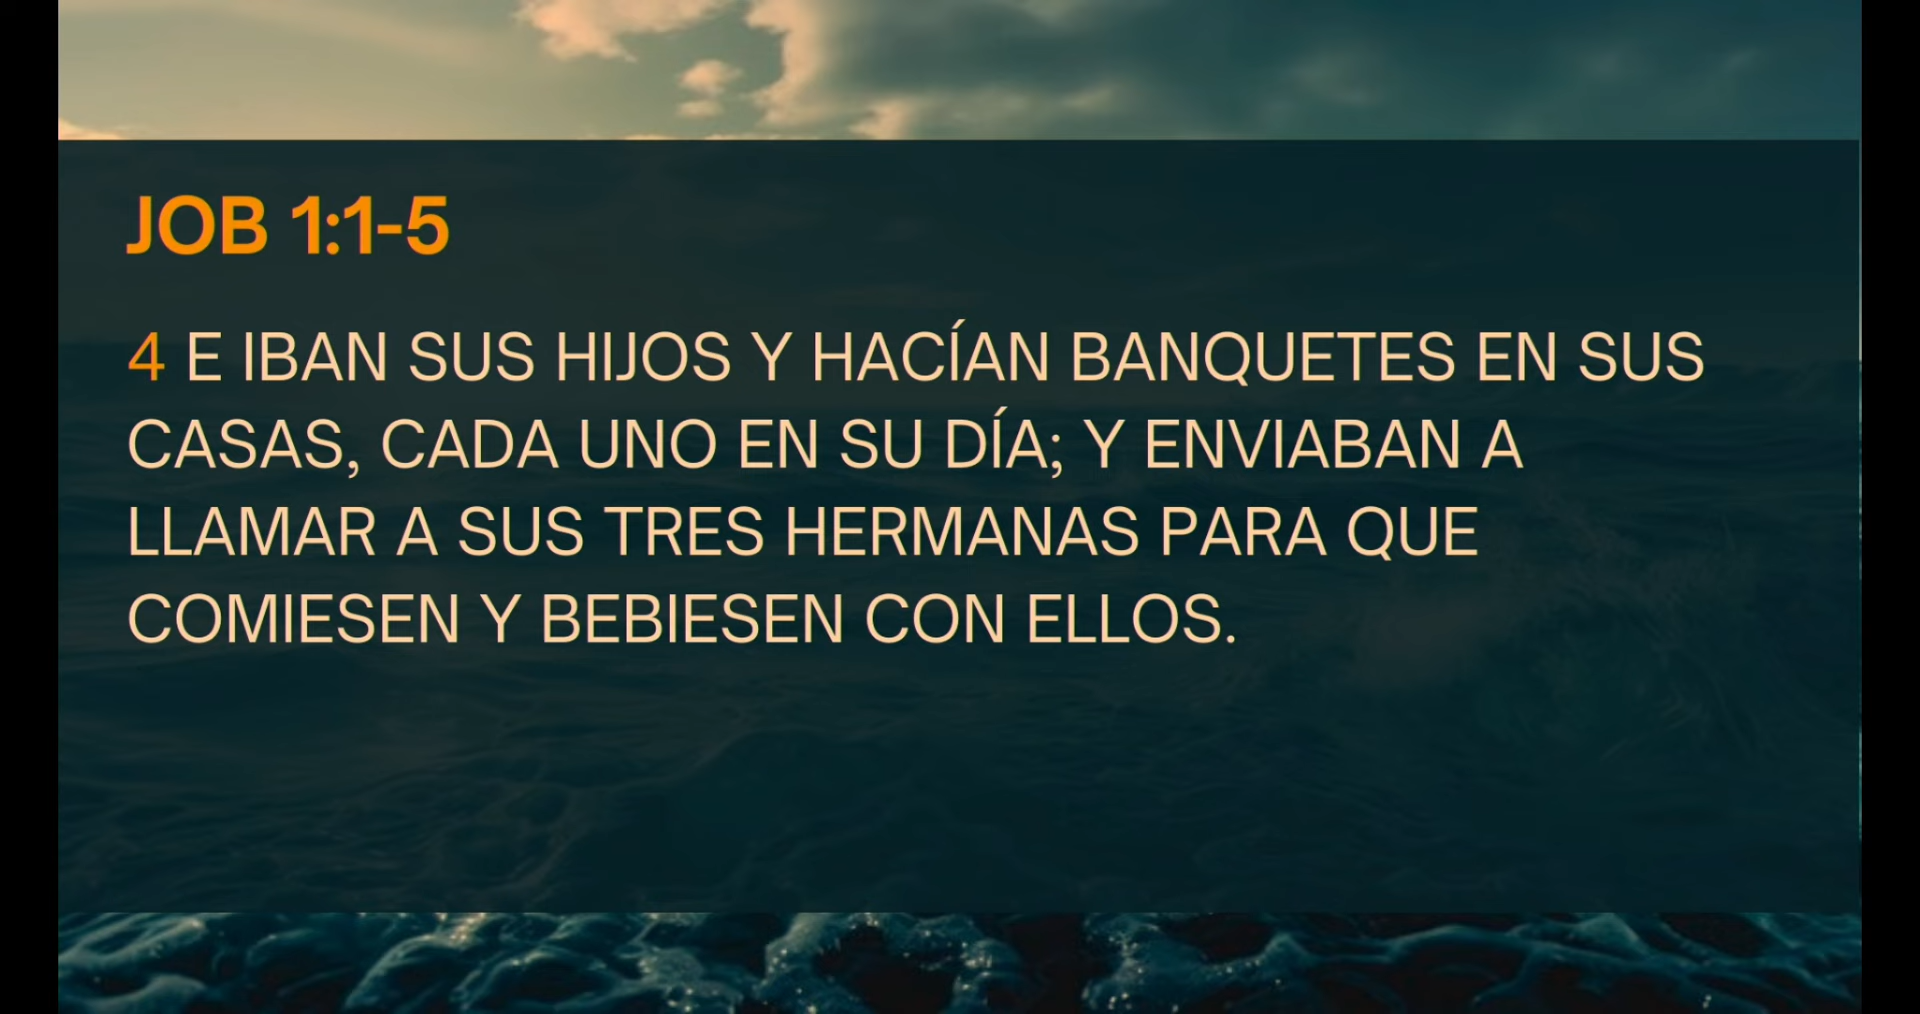 JOB 1:1-5
4 E IBAN SUS HIJOS Y HACÍAN BANQUETES EN SUS
CASAS, CADA UNO EN SU DÍA; Y ENVIABAN A
LLAMAR A SUS TRES HERMANAS PARA QUE
COMIESEN Y BEBIESEN CON ELLOS.